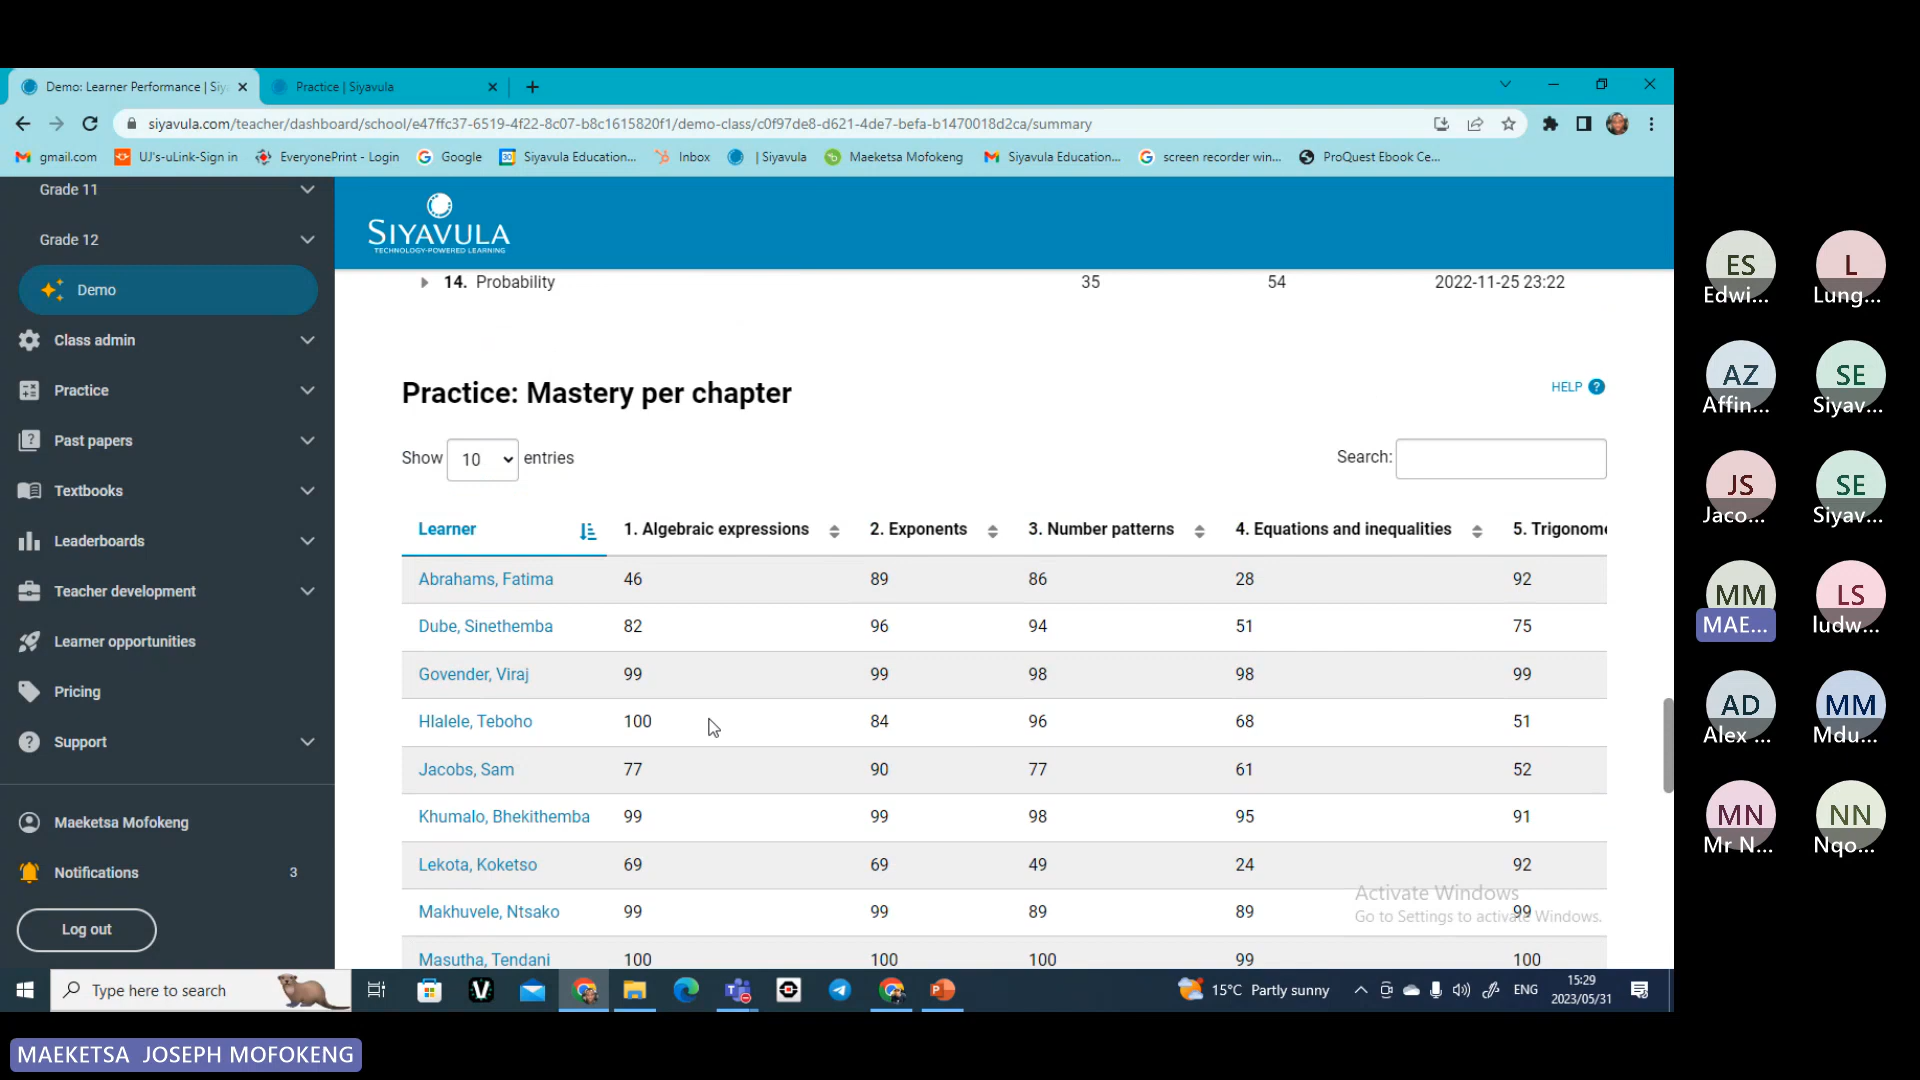 Demo: Learner Performance | Siy
Practice | Siyavula
siyavula.com/teacher/dashboard/school/e47ffc37-6519-4f22-8c07-b8c1615820f1/demo-class/c0f97de8-d621-4de7-befa-b1470018d2ca/summary
gmail.com
UJ's-uLink-Sign in
EveryonePrint - Login
Google
Siyavula Education...
Inbox
| Siyavula
Maeketsa Mofokeng
Siyavula Education...
screen recorder win...
ProQuest Ebook Ce...
Grade 11
Grade 12
Demo
Class admin
Practice
Past papers
Textbooks
Leaderboards
Teacher development
Learner opportunities
Pricing
Support
Maeketsa Mofokeng
Notifications 3
Log out
SIYAVULA
TECHNOLOGY-POWERED LEARNING
14. Probability 35 54 2022-11-25 23:22
Practice: Mastery per chapter
HELP ?
Show 10 entries
Search:
Learner 1. Algebraic expressions 2. Exponents 3. Number patterns 4. Equations and inequalities 5. Trigonome
Abrahams, Fatima 46 89 86 28 92
Dube, Sinethemba 82 96 94 51 75
Govender, Viraj 99 99 98 98 99
Hlalele, Teboho 100 84 96 68 51
Jacobs, Sam 77 90 77 61 52
Khumalo, Bhekithemba 99 99 98 95 91
Lekota, Koketso 69 69 49 24 92
Makhuvele, Ntsako 99 99 89 89 99
Masutha, Tendani 100 100 100 99 100
Activate Windows
Go to Settings to activate Windows.
Type here to search
15°C Partly sunny
ENG
15:29
2023/05/31
ES
Edwi...
L
Lung...
AZ
Affin...
SE
Siyav...
JS
Jaco...
SE
Siyav...
MM
MAE...
LS
ludw...
AD
Alex ...
MM
Mdu...
MN
Mr N...
NN
Nqo...
MAEKETSA JOSEPH MOFOKENG